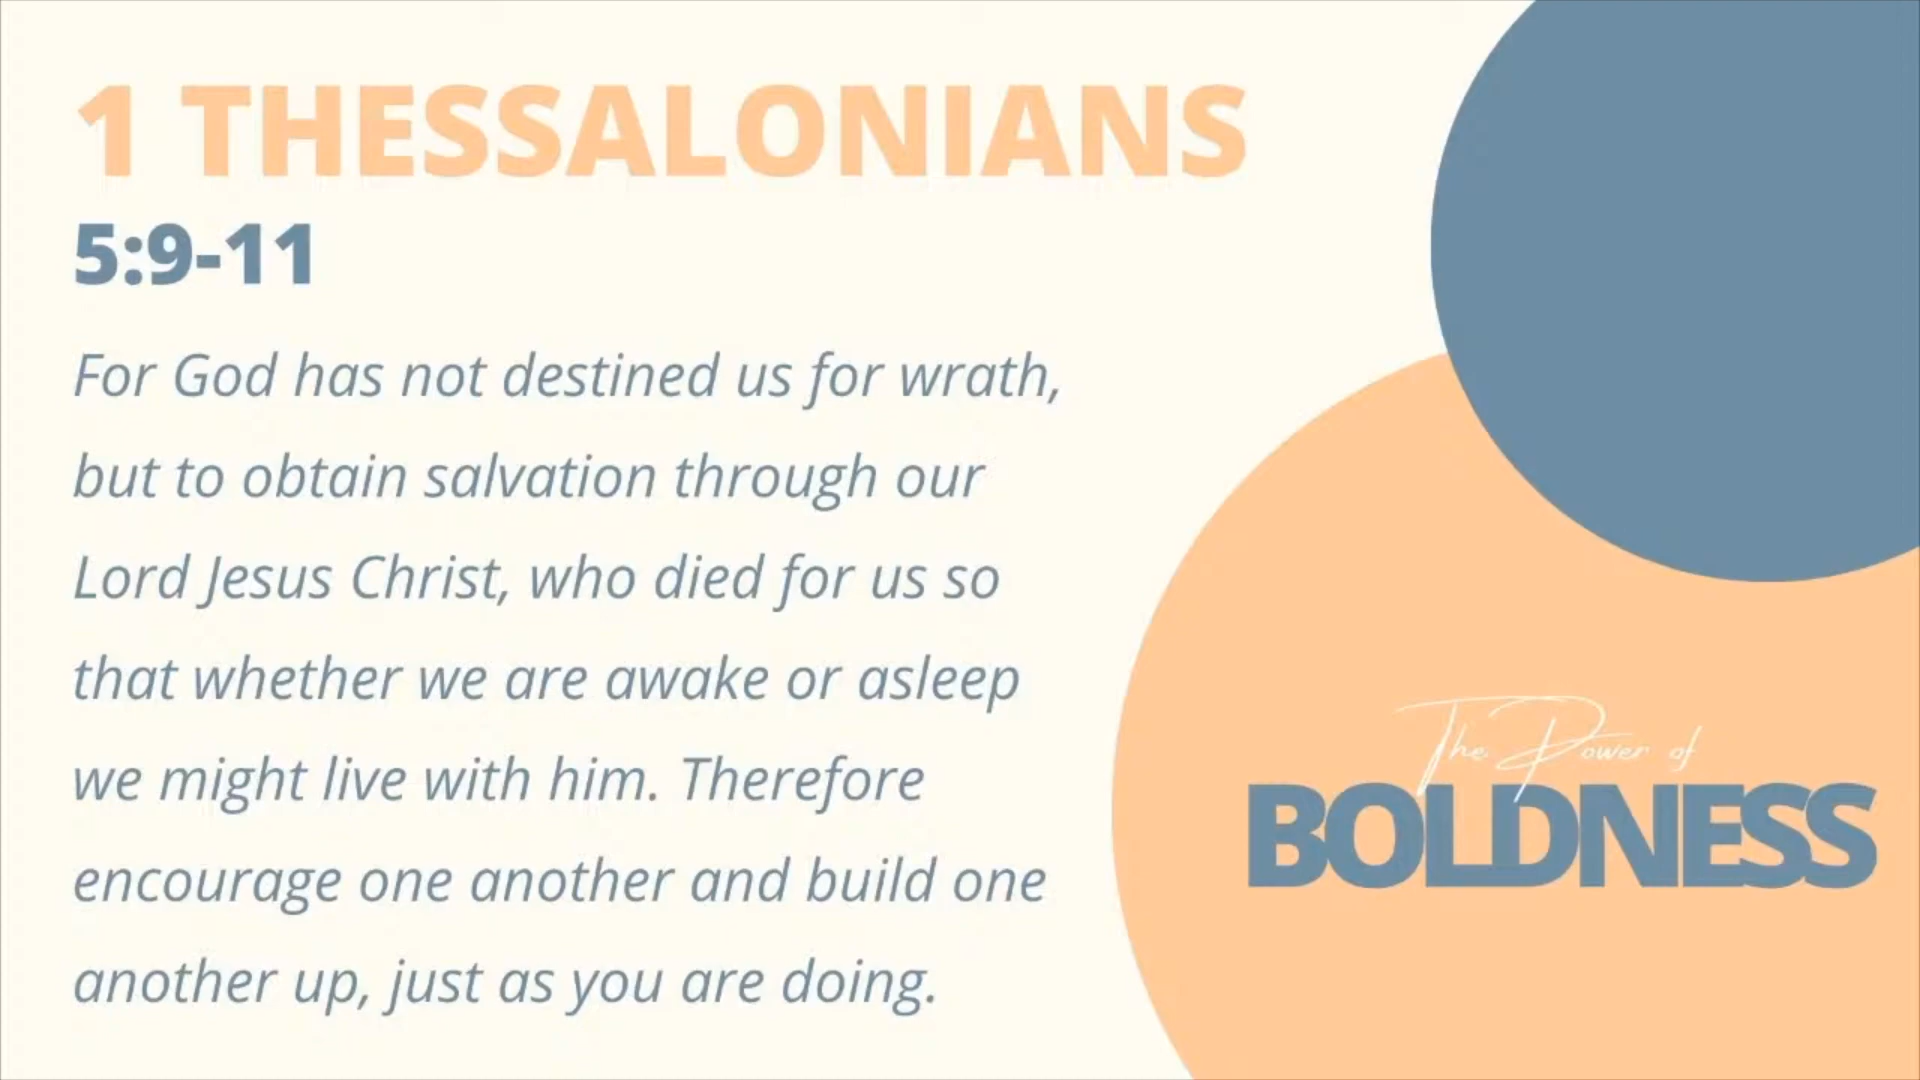 1 THESSALONIANS
5:9-11
For God has not destined us for wrath,
but to obtain salvation through our
Lord Jesus Christ, who died for us so
that whether we are awake or asleep
we might live with him. Therefore
encourage one another and build one
another up, just as you are doing.
The Power of
BOLDNESS